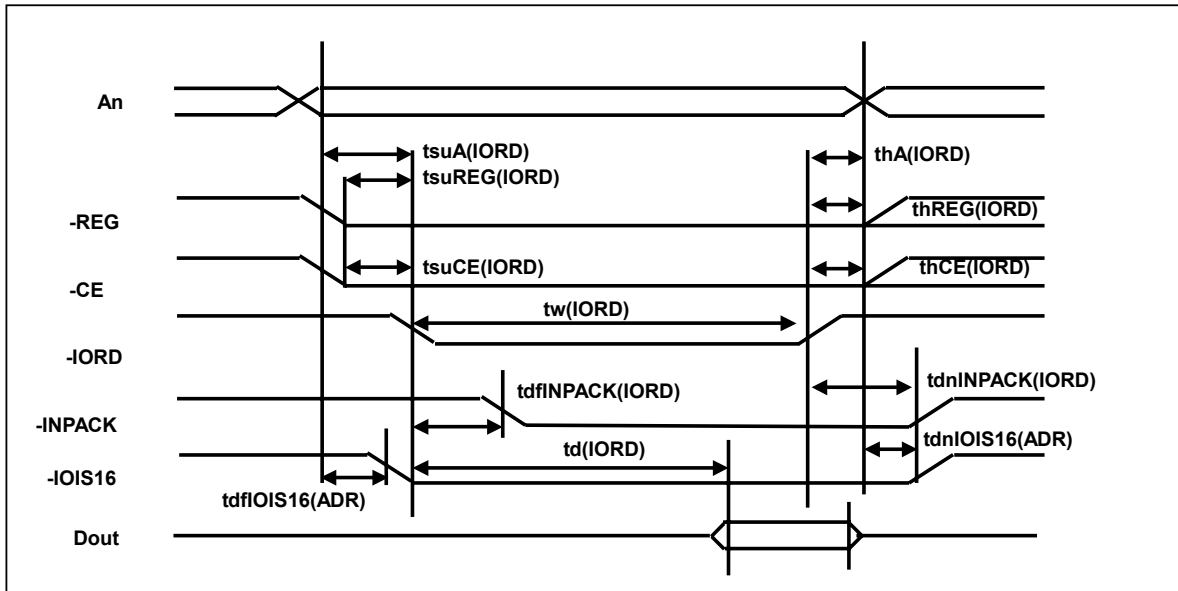 An
tsuA(IORD)
thA(IORD)
tsuREG(IORD)
-REG
thREG(IORD)
tsuCE(IORD)
thCE(IORD)
-CE
tw(IORD)
-IORD
tdfINPACK(IORD)
tdnINPACK(IORD)
-INPACK
td(IORD)
tdnIOIS16(ADR)
-IOIS16
tdfIOIS16(ADR)
Dout